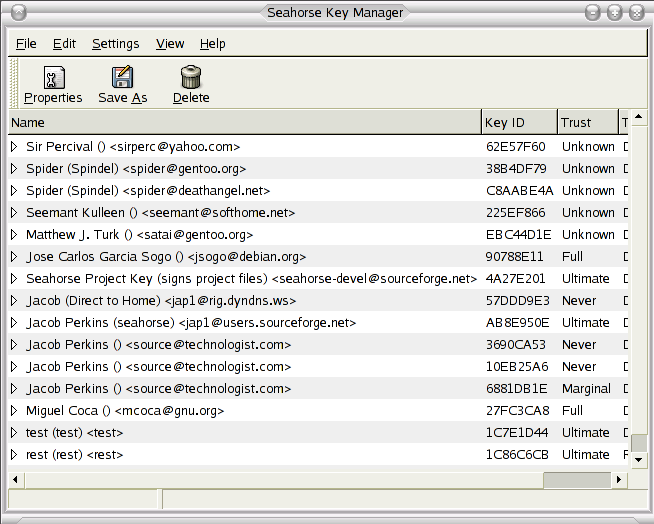 Seahorse Key Manager
File Edit Settings View Help
Properties Save As Delete
Name Key ID Trust T
Sir Percival () <sirperc@yahoo.com> 62E57F60 Unknown D
Spider (Spindel) <spider@gentoo.org> 38B4DF79 Unknown D
Spider (Spindel) <spider@deathangel.net> C8AABE4A Unknown D
Seemant Kulleen () <seemant@softhome.net> 225EF866 Unknown D
Matthew J. Turk () <satai@gentoo.org> EBC44D1E Unknown D
Jose Carlos Garcia Sogo () <jsogo@debian.org> 90788E11 Full D
Seahorse Project Key (signs project files) <seahorse-devel@sourceforge.net> 4A27E201 Ultimate D
Jacob (Direct to Home) <jap1@rig.dyndns.ws> 57DDD9E3 Never D
Jacob Perkins (seahorse) <jap1@users.sourceforge.net> AB8E950E Ultimate D
Jacob Perkins () <source@technologist.com> 3690CA53 Never D
Jacob Perkins () <source@technologist.com> 10EB25A6 Never D
Jacob Perkins () <source@technologist.com> 6881DB1E Marginal D
Miguel Coca () <mcoca@gnu.org> 27FC3CA8 Full D
test (test) <test> 1C7E1D44 Ultimate D
rest (rest) <rest> 1C86C6CB Ultimate F